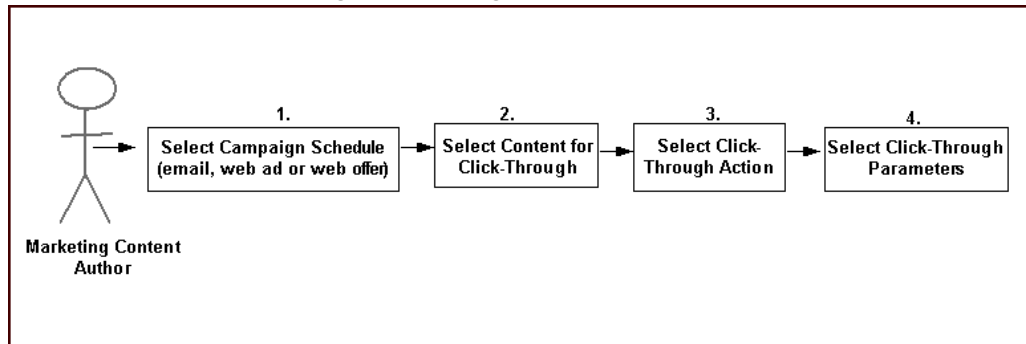 1.
Select Campaign Schedule
(email, web ad or web offer)
2.
Select Content for
Click-Through
3.
Select Click-
Through Action
4.
Select Click-Through
Parameters
Marketing Content
Author